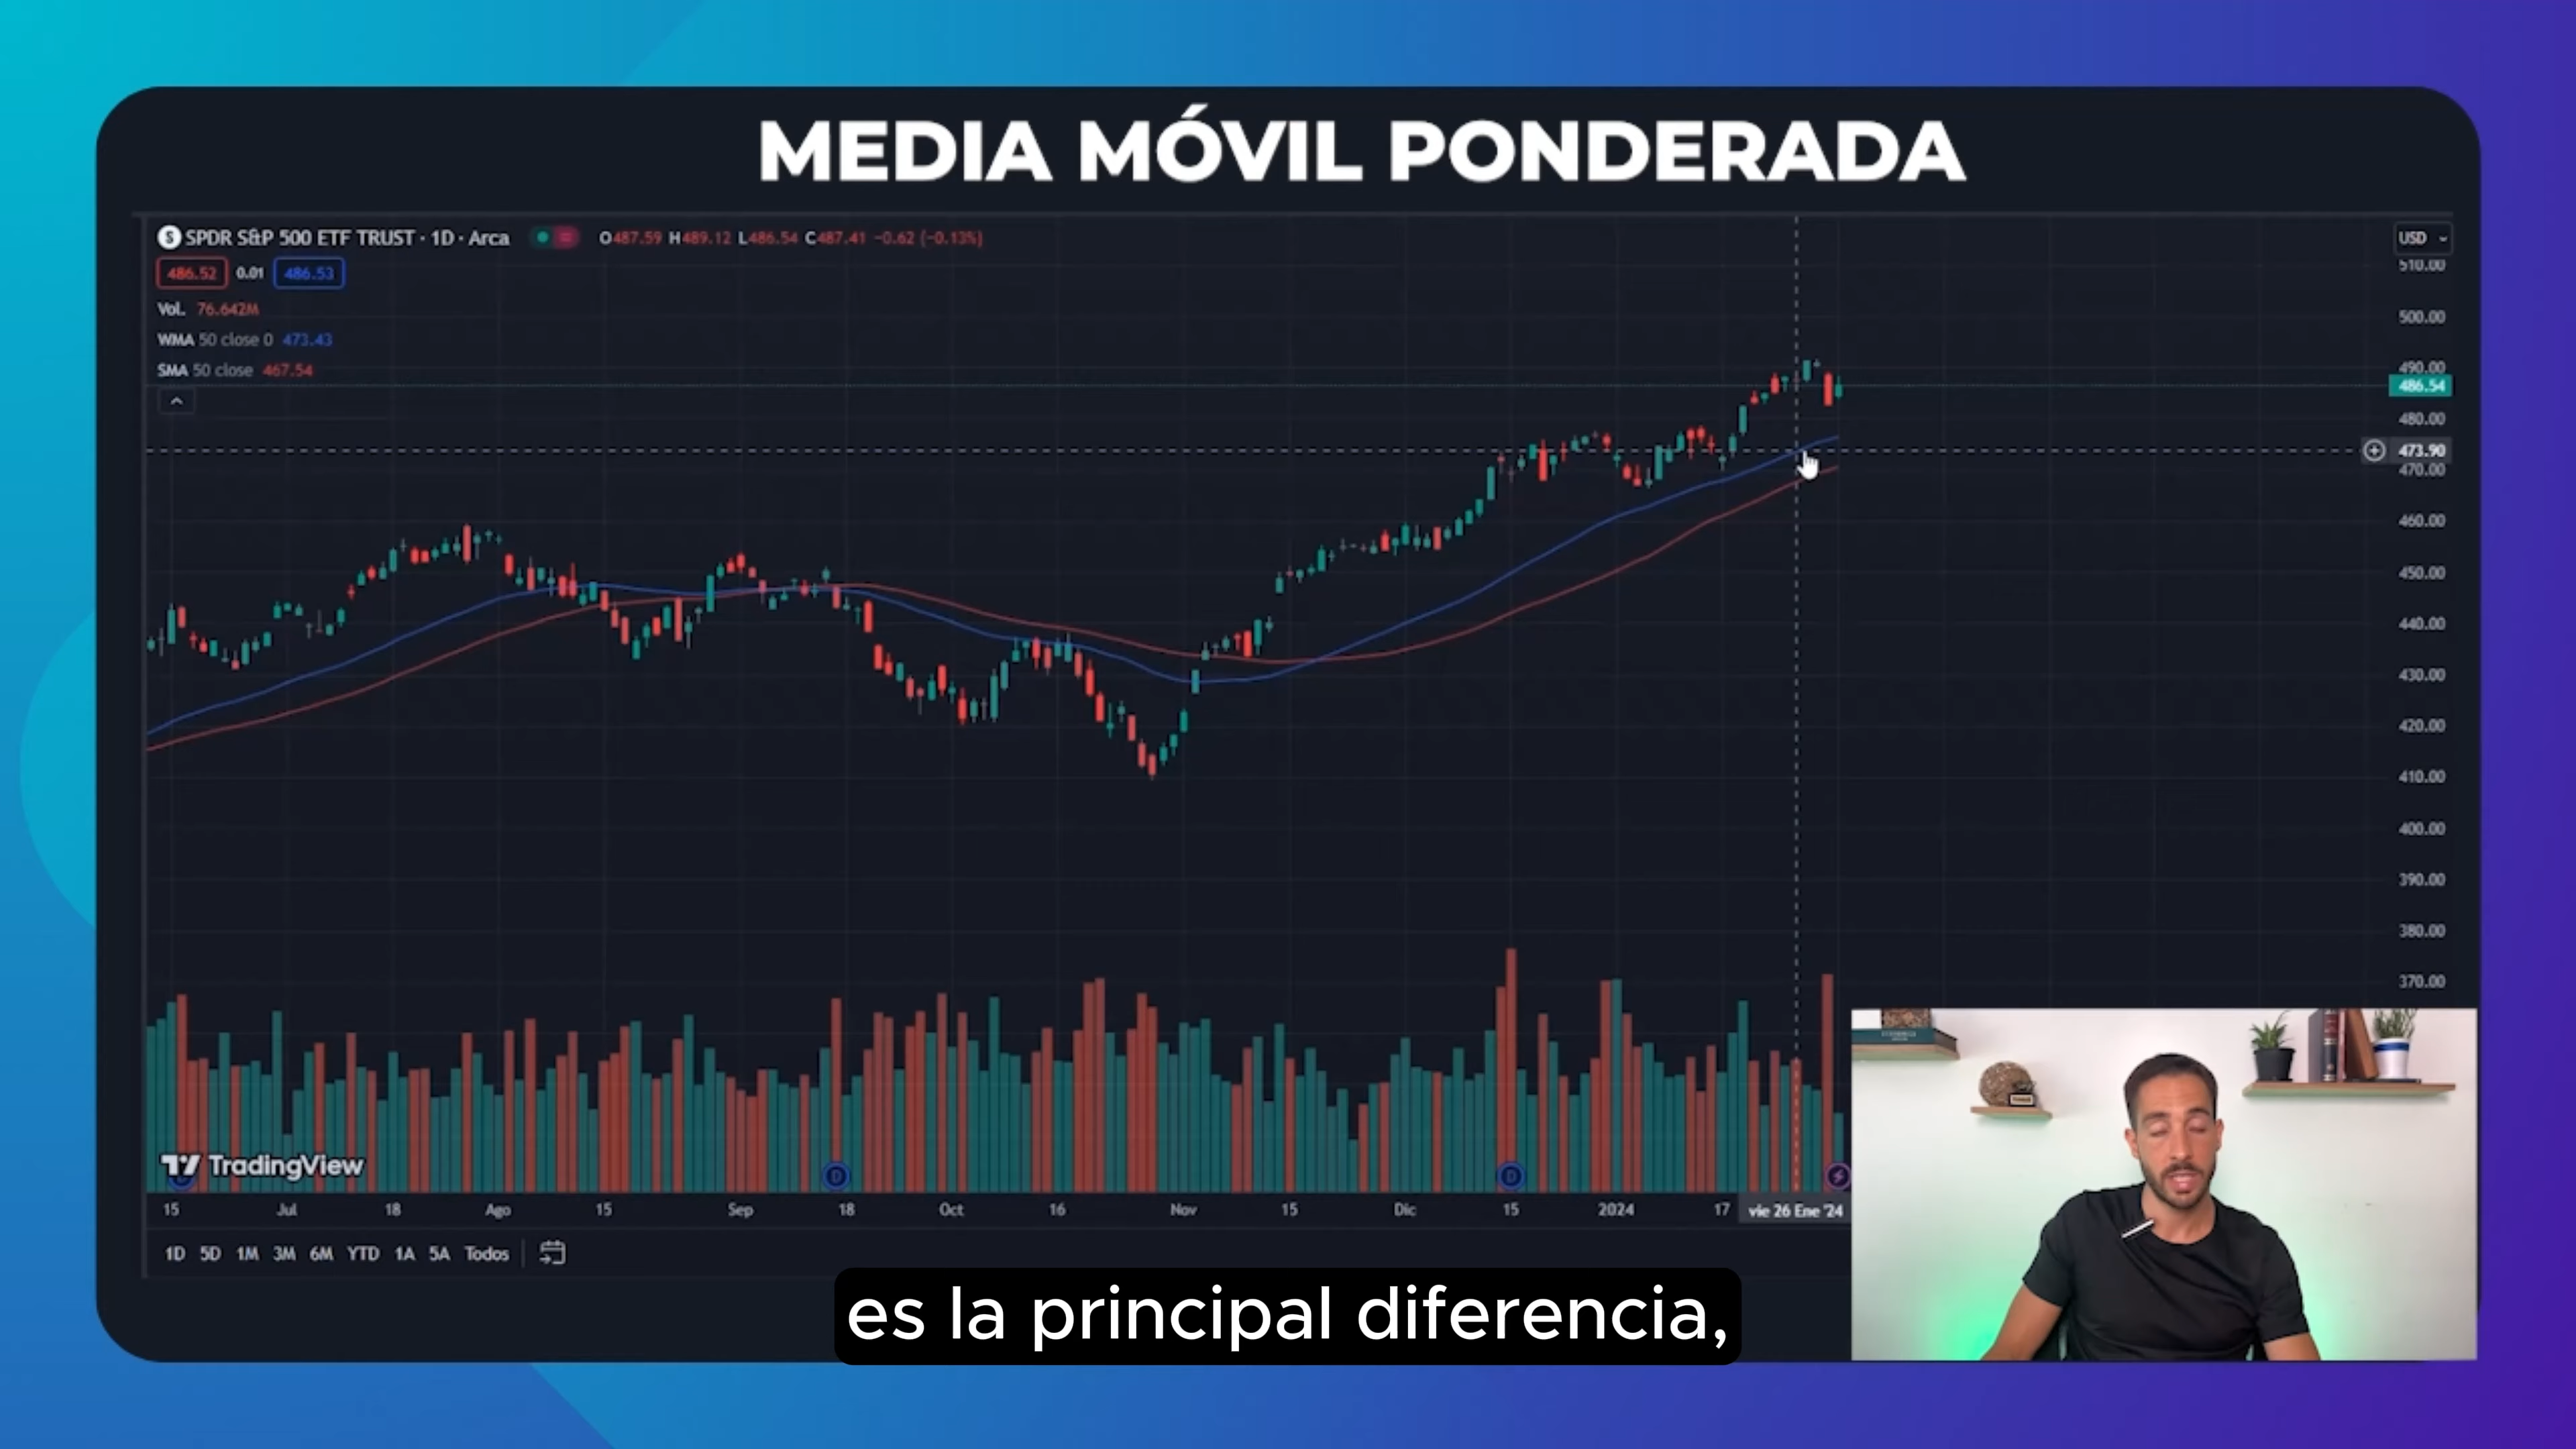 MEDIA MÓVIL PONDERADA
SPDR S&P 500 ETF TRUST · 1D · Arca O487.59 H489.12 L486.54 C487.41 −0.62 (−0.13%)
USD
486.52 0.01 486.53
Vol. 76.642M
WMA 50 close 0 473.43
SMA 50 close 467.54
510.00
500.00
490.00
486.54
480.00
473.90
470.00
460.00
450.00
440.00
430.00
420.00
410.00
400.00
390.00
380.00
370.00
TradingView
D
D
15 Jul 18 Ago 15 Sep 18 Oct 16 Nov 15 Dic 15 2024 17 vie 26 Ene '24
1D 5D 1M 3M 6M YTD 1A 5A Todos
es la principal diferencia,